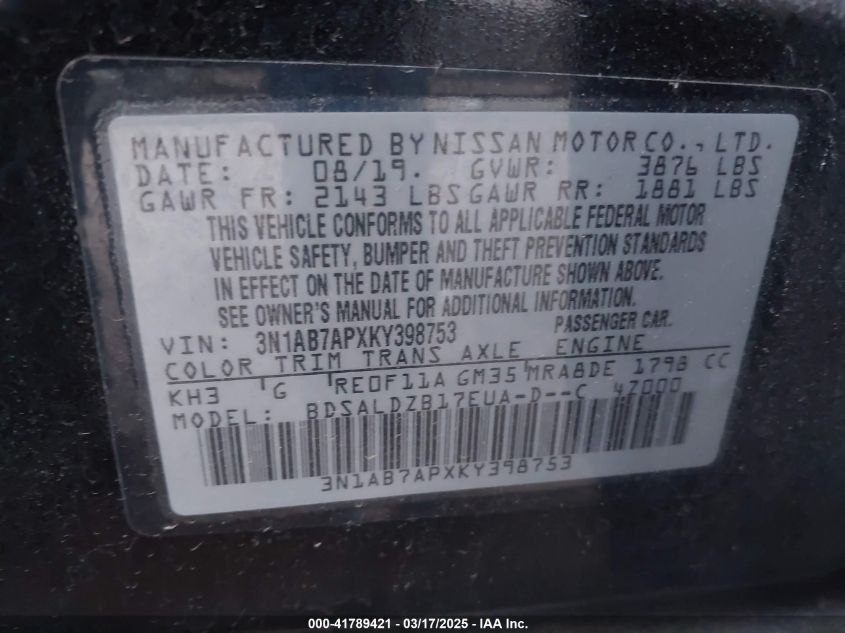 MANUFACTURED BY NISSAN MOTOR CO., LTD.
DATE: 08/19. GVWR: 3876 LBS
GAWR FR: 2143 LBS GAWR RR: 1881 LBS
THIS VEHICLE CONFORMS TO ALL APPLICABLE FEDERAL MOTOR
VEHICLE SAFETY, BUMPER AND THEFT PREVENTION STANDARDS
IN EFFECT ON THE DATE OF MANUFACTURE SHOWN ABOVE.
SEE OWNER'S MANUAL FOR ADDITIONAL INFORMATION.
VIN: 3N1AB7APXKY398753 PASSENGER CAR.
COLOR TRIM TRANS AXLE ENGINE
KH3 G RE0F11A GM35 MRA8DE 1798 CC
MODEL: BDSALDZB17EUA-D--C 4Z000
3N1AB7APXKY398753
000-41789421 - 03/17/2025 - IAA Inc.